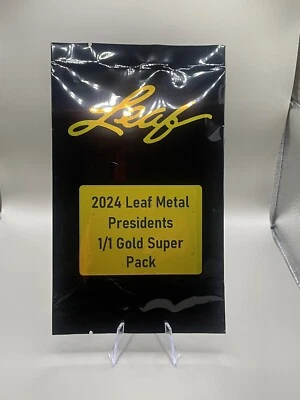 Leaf
2024 Leaf Metal
Presidents
1/1 Gold Super
Pack